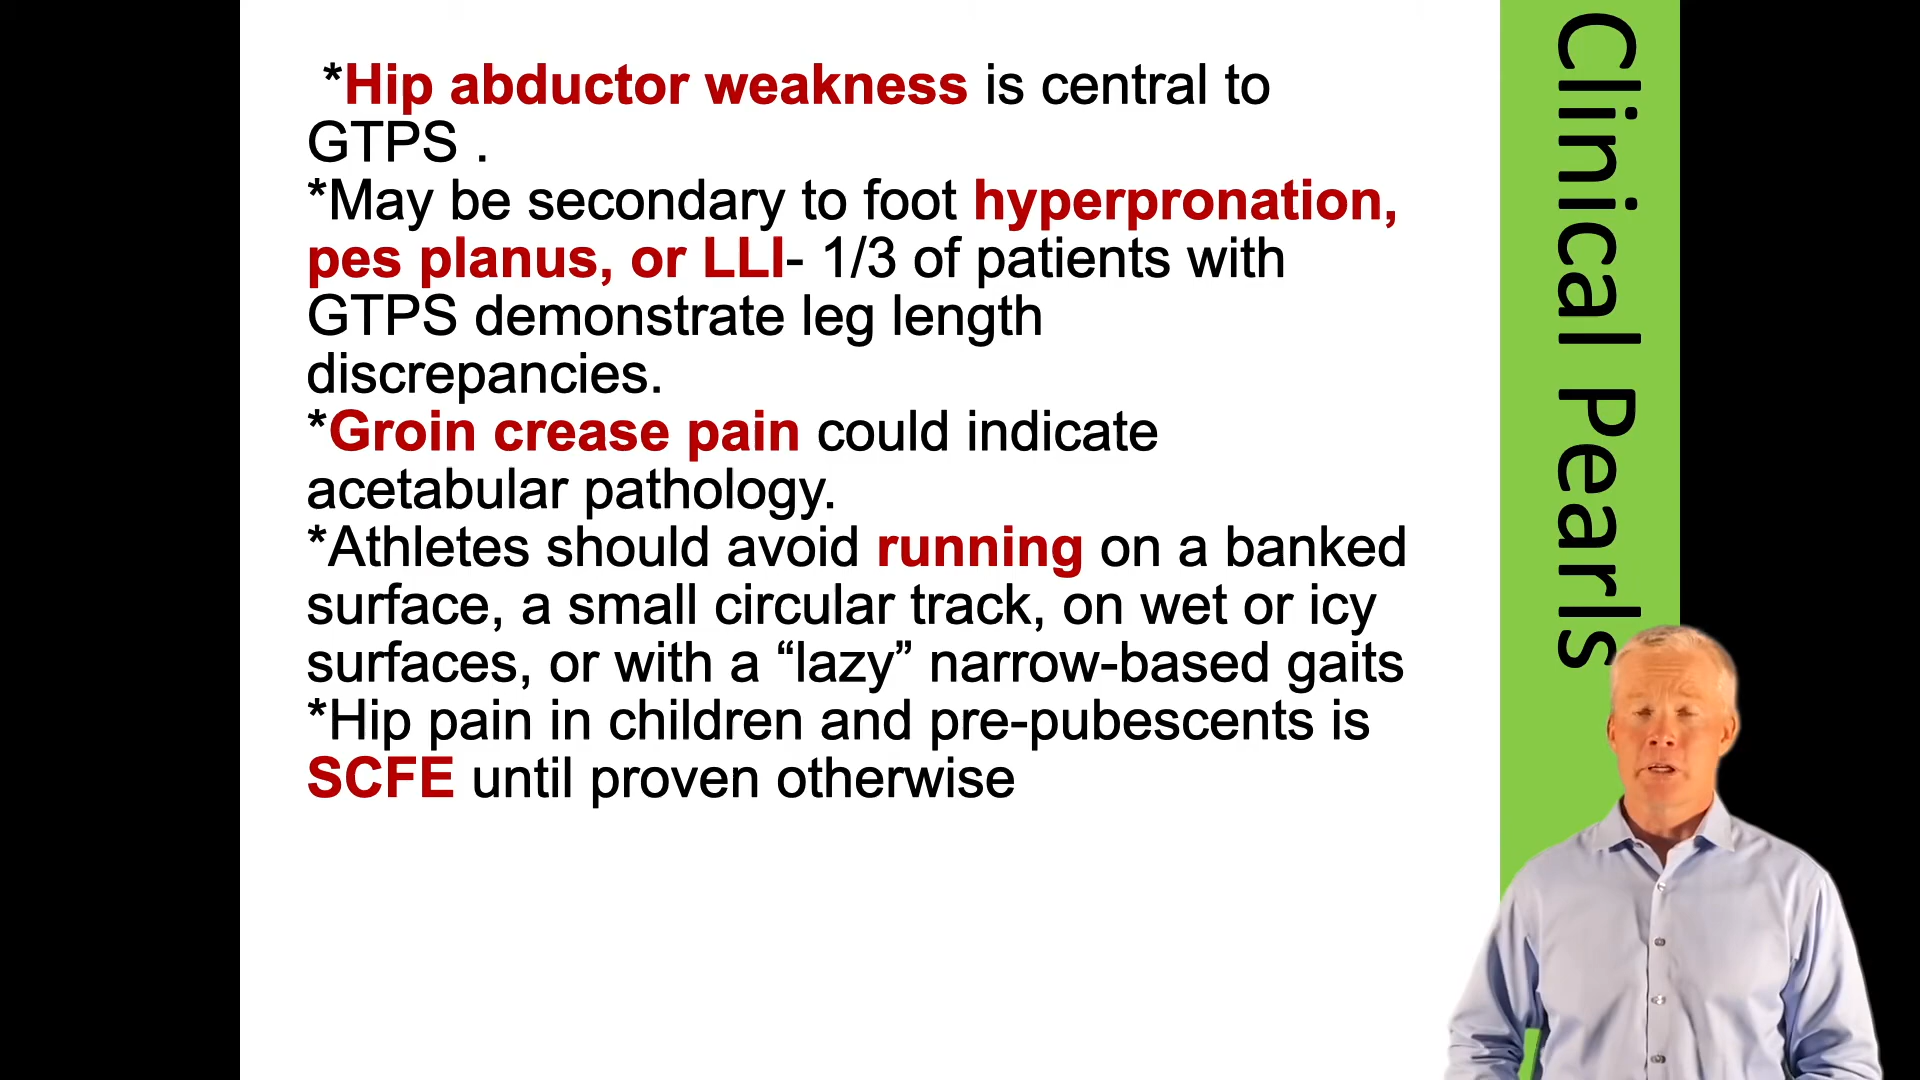 *Hip abductor weakness is central to
GTPS .
*May be secondary to foot hyperpronation,
pes planus, or LLI- 1/3 of patients with
GTPS demonstrate leg length
discrepancies.
*Groin crease pain could indicate
acetabular pathology.
*Athletes should avoid running on a banked
surface, a small circular track, on wet or icy
surfaces, or with a “lazy” narrow-based gaits
*Hip pain in children and pre-pubescents is
SCFE until proven otherwise
Clinical Pearls